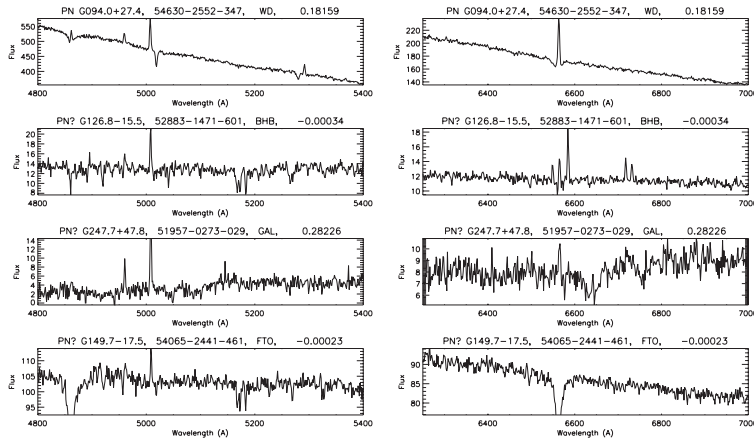 PN G094.0+27.4, 54630-2552-347, WD, 0.18159
Flux
550
500
450
400
4800 5000 5200 5400
Wavelength (A)
PN G094.0+27.4, 54630-2552-347, WD, 0.18159
Flux
220
200
180
160
140
6400 6600 6800 7000
Wavelength (A)
PN? G126.8-15.5, 52883-1471-601, BHB, -0.00034
Flux
20
18
16
14
12
10
8
4800 5000 5200 5400
Wavelength (A)
PN? G126.8-15.5, 52883-1471-601, BHB, -0.00034
Flux
18
16
14
12
10
6400 6600 6800 7000
Wavelength (A)
PN? G247.7+47.8, 51957-0273-029, GAL, 0.28226
Flux
14
12
10
8
6
4
2
0
4800 5000 5200 5400
Wavelength (A)
PN? G247.7+47.8, 51957-0273-029, GAL, 0.28226
Flux
10
9
8
7
6
6400 6600 6800 7000
Wavelength (A)
PN? G149.7-17.5, 54065-2441-461, FTO, -0.00023
Flux
110
105
100
95
4800 5000 5200 5400
Wavelength (A)
PN? G149.7-17.5, 54065-2441-461, FTO, -0.00023
Flux
90
85
80
6400 6600 6800 7000
Wavelength (A)